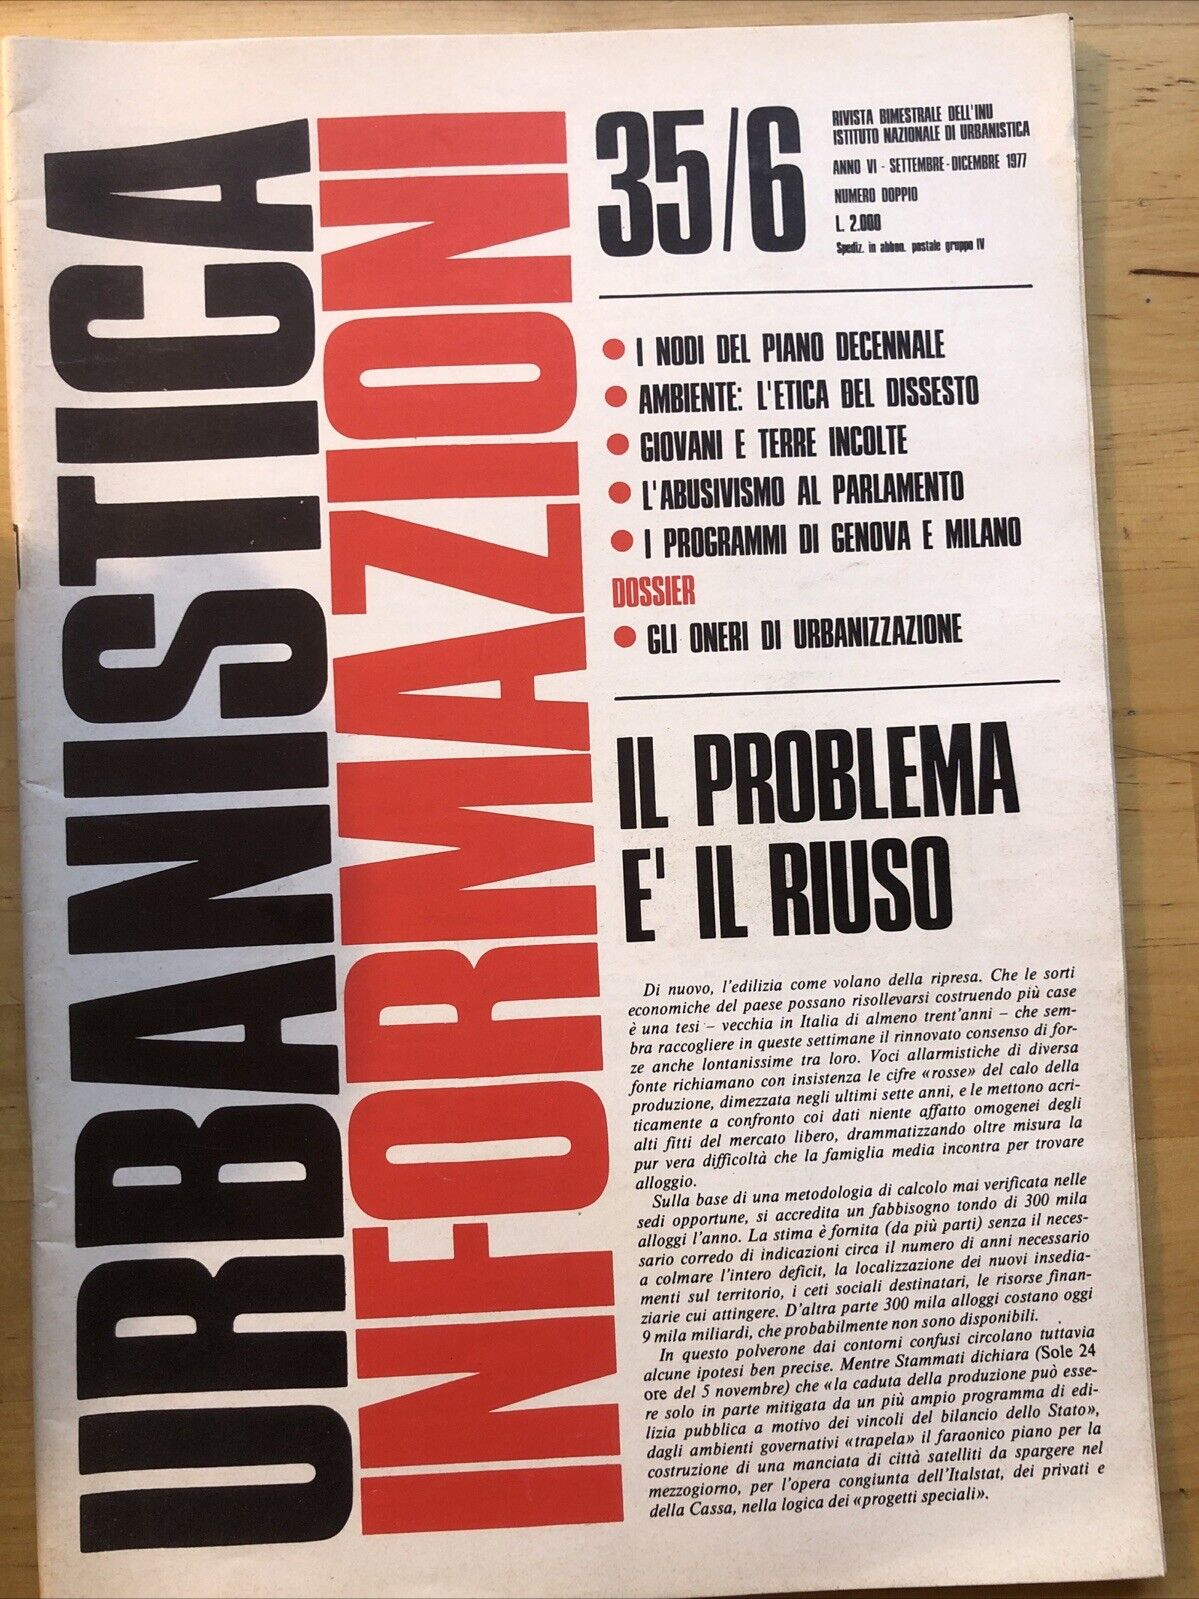 URBANISTICA
INFORMAZIONI
35/6
RIVISTA BIMESTRALE DELL'INU
ISTITUTO NAZIONALE DI URBANISTICA
ANNO VI - SETTEMBRE-DICEMBRE 1977
NUMERO DOPPIO
L. 2.000
Spediz. in abbon. postale gruppo IV
● I NODI DEL PIANO DECENNALE
● AMBIENTE: L'ETICA DEL DISSESTO
● GIOVANI E TERRE INCOLTE
● L'ABUSIVISMO AL PARLAMENTO
● I PROGRAMMI DI GENOVA E MILANO
DOSSIER
● GLI ONERI DI URBANIZZAZIONE
IL PROBLEMA
E' IL RIUSO
Di nuovo, l'edilizia come volano della ripresa. Che le sorti
economiche del paese possano risollevarsi costruendo più case
è una tesi – vecchia in Italia di almeno trent'anni – che sem-
bra raccogliere in queste settimane il rinnovato consenso di for-
ze anche lontanissime tra loro. Voci allarmistiche di diversa
fonte richiamano con insistenza le cifre «rosse» del calo della
produzione, dimezzata negli ultimi sette anni, e le mettono acri-
ticamente a confronto coi dati niente affatto omogenei degli
alti fitti del mercato libero, drammatizzando oltre misura la
pur vera difficoltà che la famiglia media incontra per trovare
alloggio.
Sulla base di una metodologia di calcolo mai verificata nelle
sedi opportune, si accredita un fabbisogno tondo di 300 mila
alloggi l'anno. La stima è fornita (da più parti) senza il neces-
sario corredo di indicazioni circa il numero di anni necessario
a colmare l'intero deficit, la localizzazione dei nuovi insedia-
menti sul territorio, i ceti sociali destinatari, le risorse finan-
ziarie cui attingere. D'altra parte 300 mila alloggi costano oggi
9 mila miliardi, che probabilmente non sono disponibili.
In questo polverone dai contorni confusi circolano tuttavia
alcune ipotesi ben precise. Mentre Stammati dichiara (Sole 24
ore del 5 novembre) che «la caduta della produzione può esse-
re solo in parte mitigata da un più ampio programma di edi-
lizia pubblica a motivo dei vincoli del bilancio dello Stato»,
dagli ambienti governativi «trapela» il faraonico piano per la
costruzione di una manciata di città satelliti da spargere nel
mezzogiorno, per l'opera congiunta dell'Italstat, dei privati e
della Cassa, nella logica dei «progetti speciali».